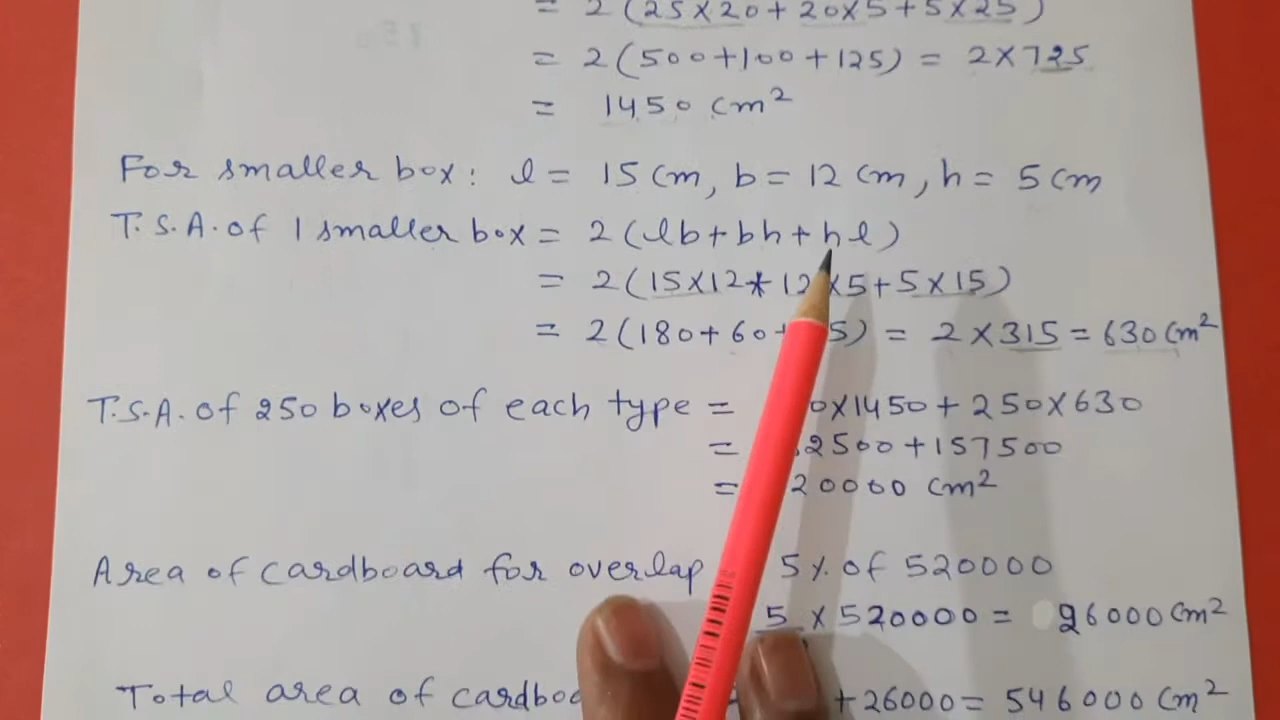 = 2 (25×20+20×5+5×25)
= 2(500+100+125) = 2×725
= 1450 cm²
For smaller box: l = 15 cm, b = 12 cm, h = 5 cm
T.S.A. of 1 smaller box = 2 (lb+bh+hl)
= 2(15×12+12×5+5×15)
= 2(180+60+ 5) = 2×315 = 630 cm²
T.S.A. of 250 boxes of each type = 0×1450+250×630
= 2500+157500
= 20000 cm²
Area of cardboard for overlap 5% of 520000
5 × 520000 = 26000 cm²
Total area of +26000 = 546000 cm²